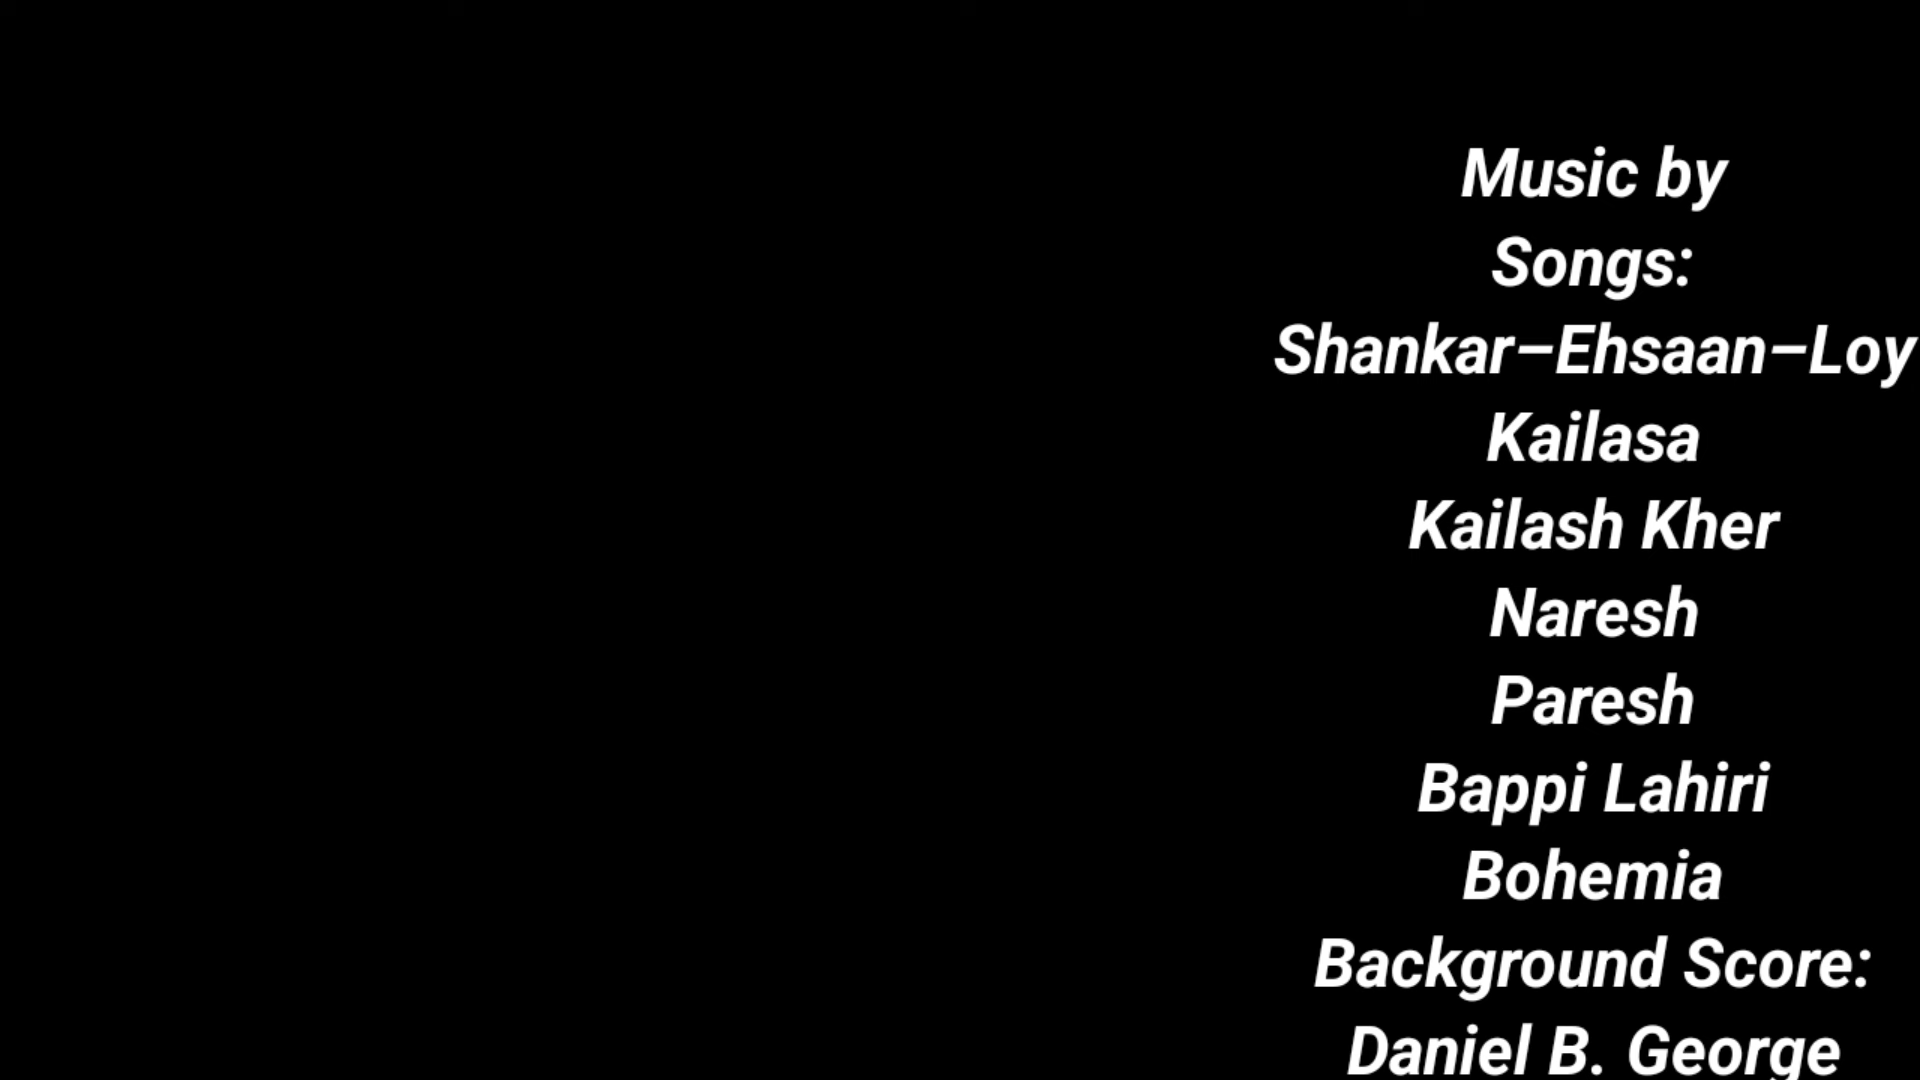 Music by
Songs:
Shankar–Ehsaan–Loy
Kailasa
Kailash Kher
Naresh
Paresh
Bappi Lahiri
Bohemia
Background Score:
Daniel B. George